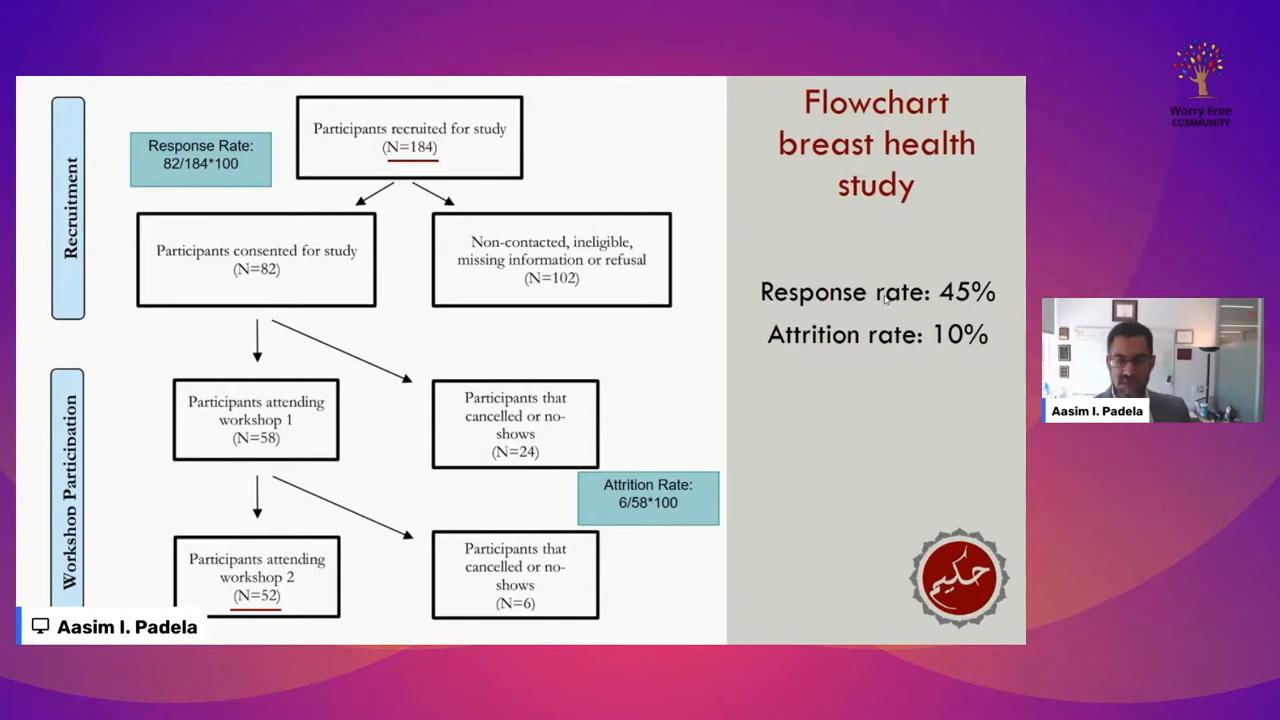 Worry Free
COMMUNITY
Flowchart
breast health
study
Recruitment
Response Rate:
82/184*100
Participants recruited for study
(N=184)
Participants consented for study
(N=82)
Non-contacted, ineligible,
missing information or refusal
(N=102)
Response rate: 45%
Attrition rate: 10%
Workshop Participation
Participants attending
workshop 1
(N=58)
Participants that
cancelled or no-
shows
(N=24)
Attrition Rate:
6/58*100
Participants attending
workshop 2
(N=52)
Participants that
cancelled or no-
shows
(N=6)
حكيم
Aasim I. Padela
Aasim I. Padela